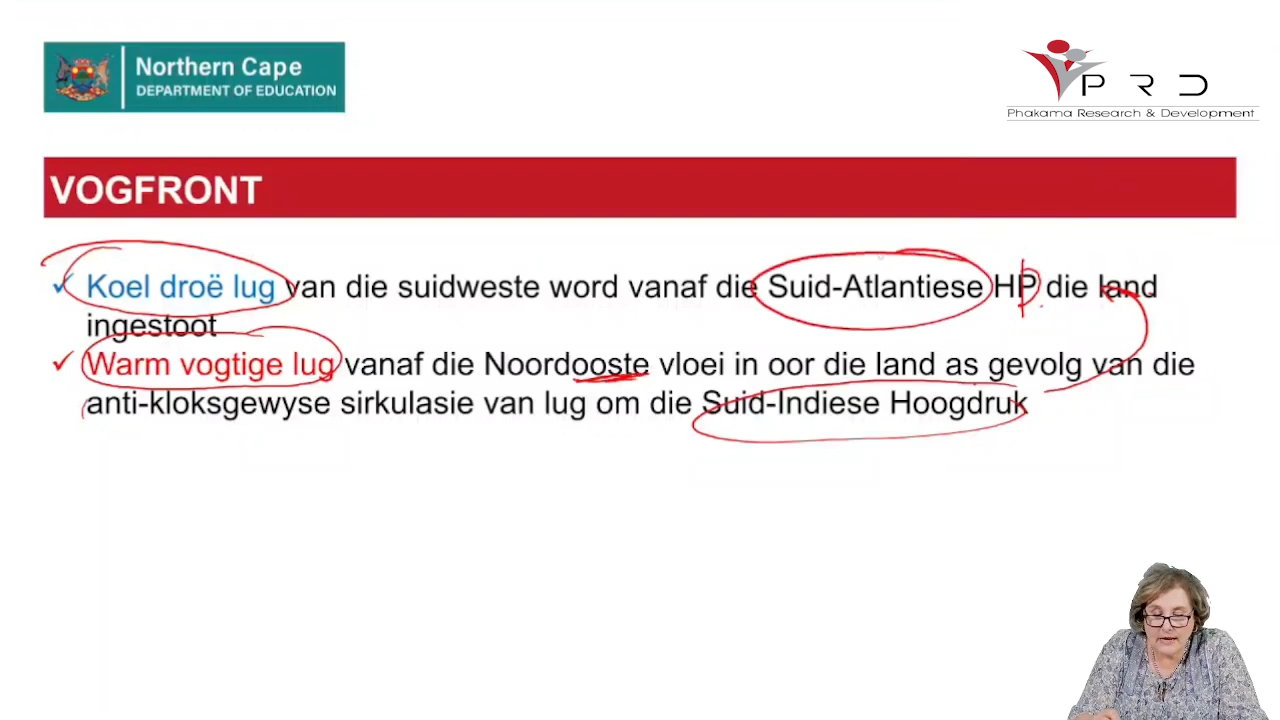 Northern Cape
DEPARTMENT OF EDUCATION
P R D
Phakama Research & Development
VOGFRONT
✓ Koel droë lug van die suidweste word vanaf die Suid-Atlantiese HP die land
ingestoot
✓ Warm vogtige lug vanaf die Noordooste vloei in oor die land as gevolg van die
anti-kloksgewyse sirkulasie van lug om die Suid-Indiese Hoogdruk